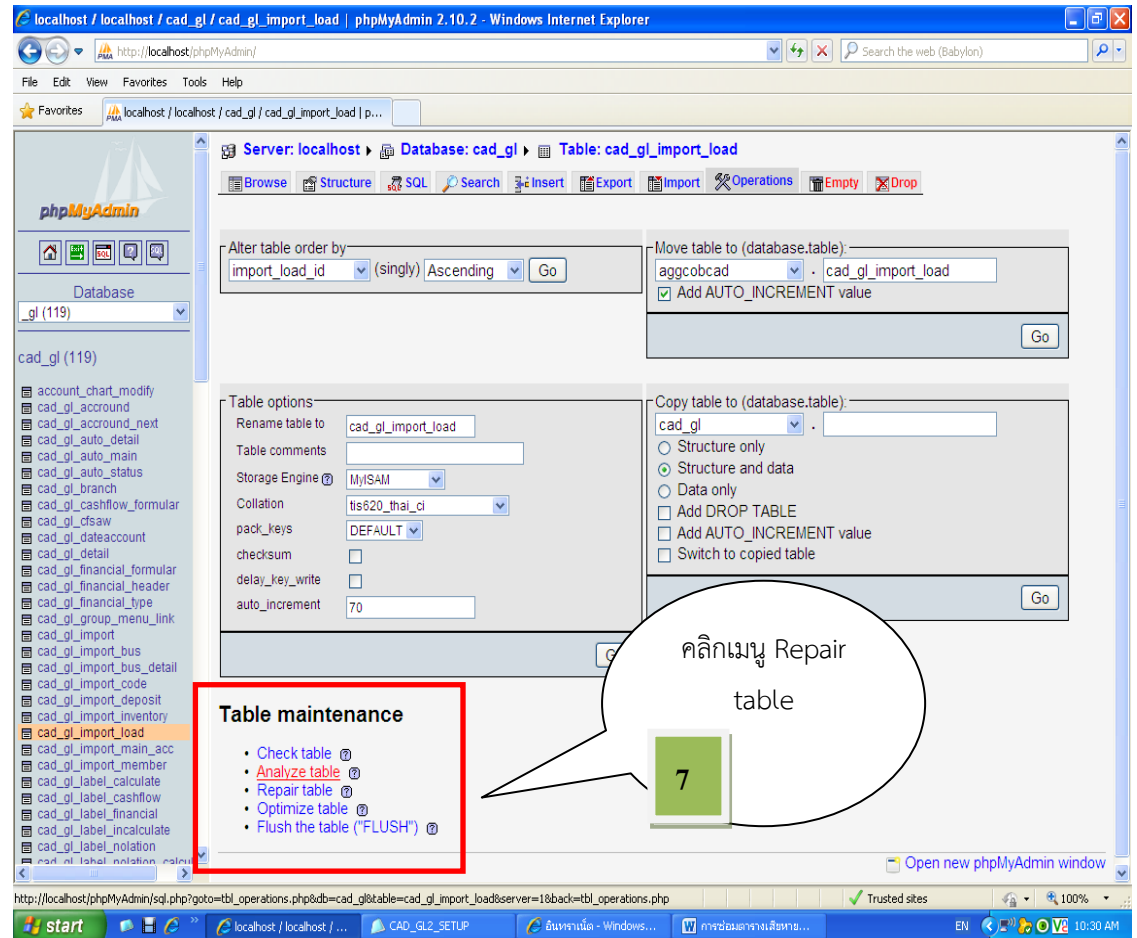 localhost / localhost / cad_gl / cad_gl_import_load | phpMyAdmin 2.10.2 - Windows Internet Explorer
http://localhost/phpMyAdmin/
Search the web (Babylon)
File Edit View Favorites Tools Help
Favorites
localhost / localhost / cad_gl / cad_gl_import_load | p...
phpMyAdmin
Database
_gl (119)
cad_gl (119)
account_chart_modify
cad_gl_accround
cad_gl_accround_next
cad_gl_auto_detail
cad_gl_auto_main
cad_gl_auto_status
cad_gl_branch
cad_gl_cashflow_formular
cad_gl_cfsaw
cad_gl_dateaccount
cad_gl_detail
cad_gl_financial_formular
cad_gl_financial_header
cad_gl_financial_type
cad_gl_group_menu_link
cad_gl_import
cad_gl_import_bus
cad_gl_import_bus_detail
cad_gl_import_code
cad_gl_import_deposit
cad_gl_import_inventory
cad_gl_import_load
cad_gl_import_main_acc
cad_gl_import_member
cad_gl_label_calculate
cad_gl_label_cashflow
cad_gl_label_financial
cad_gl_label_incalculate
cad_gl_label_nolation
cad_gl_label_nolation_calcul
Server: localhost Database: cad_gl Table: cad_gl_import_load
Browse Structure SQL Search Insert Export Import Operations Empty Drop
Alter table order by
import_load_id (singly) Ascending Go
Move table to (database.table):
aggcobcad . cad_gl_import_load
Add AUTO_INCREMENT value
Go
Table options
Rename table to cad_gl_import_load
Table comments
Storage Engine MyISAM
Collation tis620_thai_ci
pack_keys DEFAULT
checksum
delay_key_write
auto_increment 70
Copy table to (database.table):
cad_gl .
Structure only
Structure and data
Data only
Add DROP TABLE
Add AUTO_INCREMENT value
Switch to copied table
Go
คลิกเมนู Repair
table
7
Table maintenance
Check table
Analyze table
Repair table
Optimize table
Flush the table ("FLUSH")
Open new phpMyAdmin window
http://localhost/phpMyAdmin/sql.php?goto=tbl_operations.php&db=cad_gl&table=cad_gl_import_load&server=1&back=tbl_operations.php
Trusted sites 100%
start
localhost / localhost / ...
CAD_GL2_SETUP
อินทราเน็ต - Windows...
การซ่อมตารางเสียหาย...
EN 10:30 AM